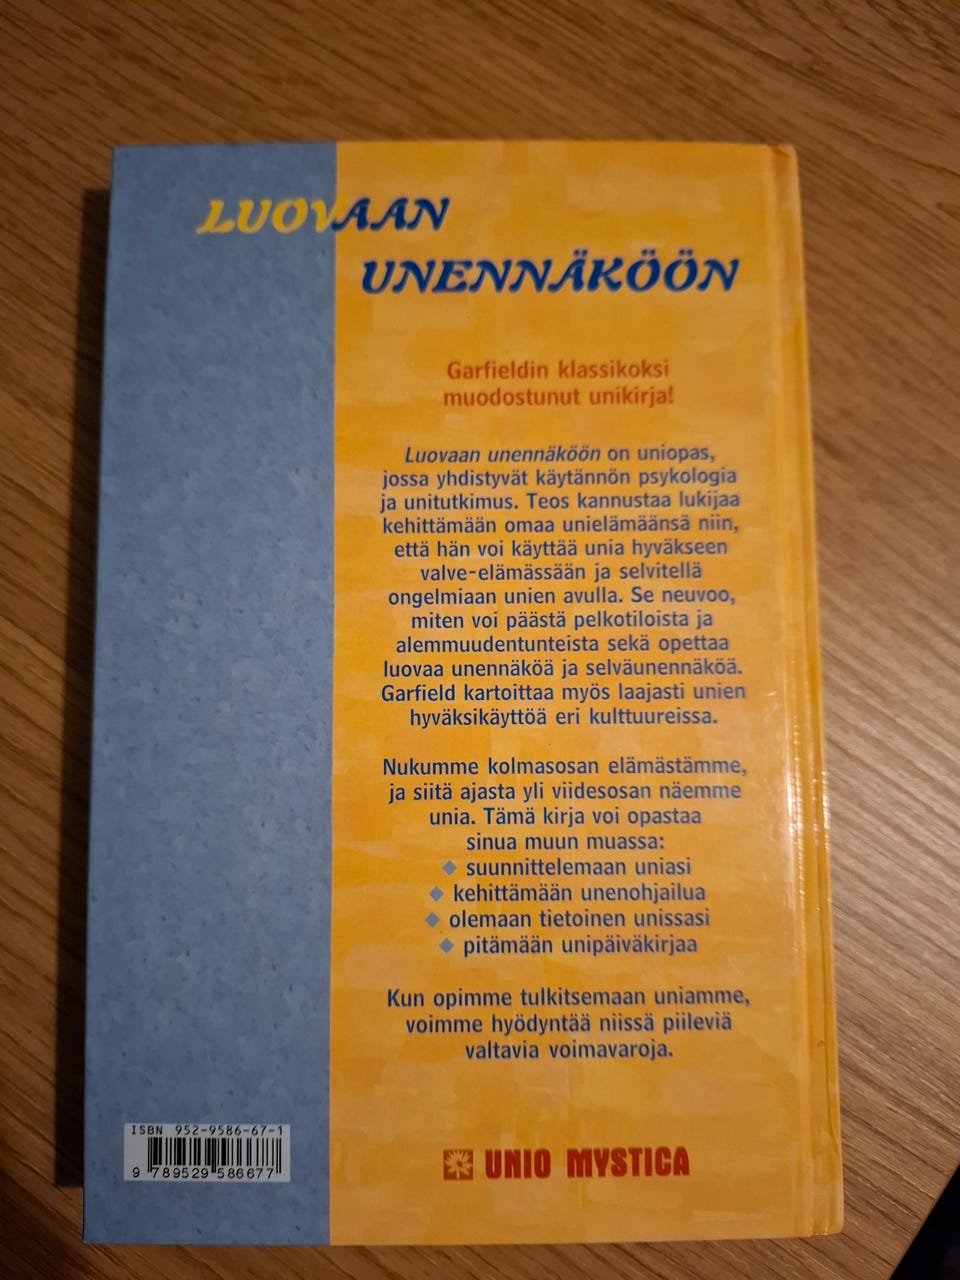 LUOVAAN
UNENNÄKÖÖN
Garfieldin klassikoksi
muodostunut unikirja!
Luovaan unennäköön on uniopas,
jossa yhdistyvät käytännön psykologia
ja unitutkimus. Teos kannustaa lukijaa
kehittämään omaa unielämäänsä niin,
että hän voi käyttää unia hyväkseen
valve-elämässään ja selvitellä
ongelmiaan unien avulla. Se neuvoo,
miten voi päästä pelkotiloista ja
alemmuudentunteista sekä opettaa
luovaa unennäköä ja selväunennäköä.
Garfield kartoittaa myös laajasti unien
hyväksikäyttöä eri kulttuureissa.
Nukumme kolmasosan elämästämme,
ja siitä ajasta yli viidesosan näemme
unia. Tämä kirja voi opastaa
sinua muun muassa:
◆ suunnittelemaan uniasi
◆ kehittämään unenohjailua
◆ olemaan tietoinen unissasi
◆ pitämään unipäiväkirjaa
Kun opimme tulkitsemaan uniamme,
voimme hyödyntää niissä piileviä
valtavia voimavaroja.
ISBN 952-9586-67-1
9 789529 586677
UNIO MYSTICA